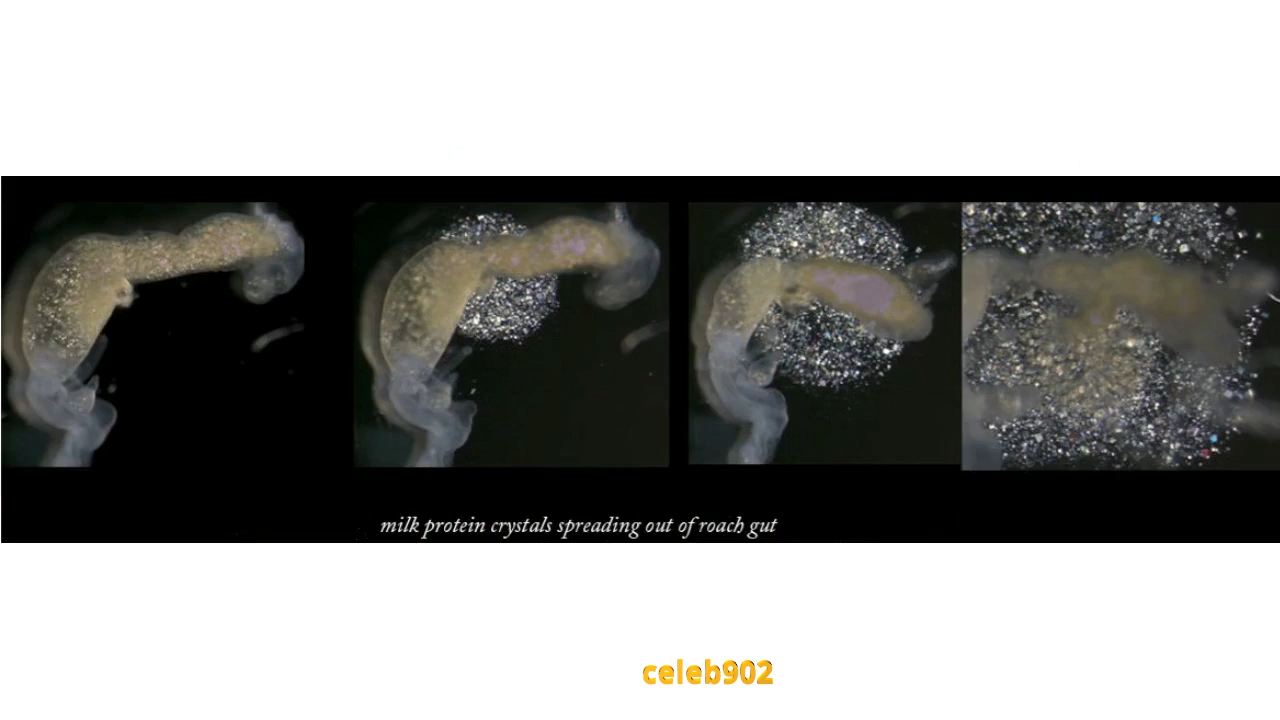 milk protein crystals spreading out of roach gut
celeb902